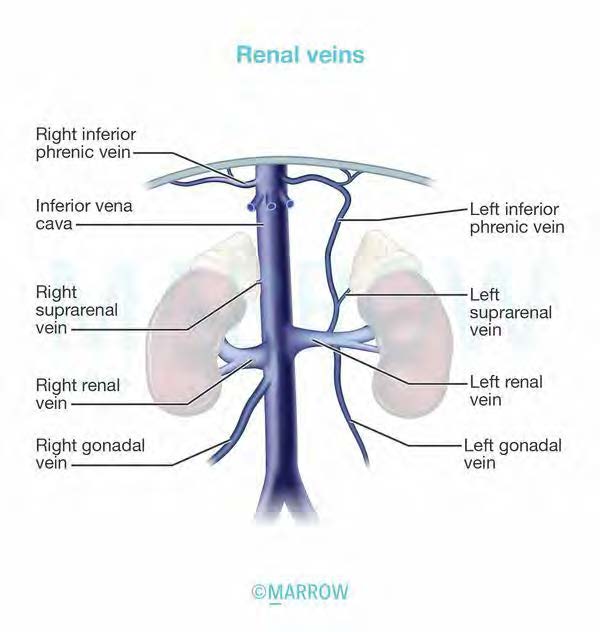 Renal veins
Right inferior
phrenic vein
Inferior vena
cava
Right
suprarenal
vein
Right renal
vein
Right gonadal
vein
Left inferior
phrenic vein
Left
suprarenal
vein
Left renal
vein
Left gonadal
vein
©MARROW